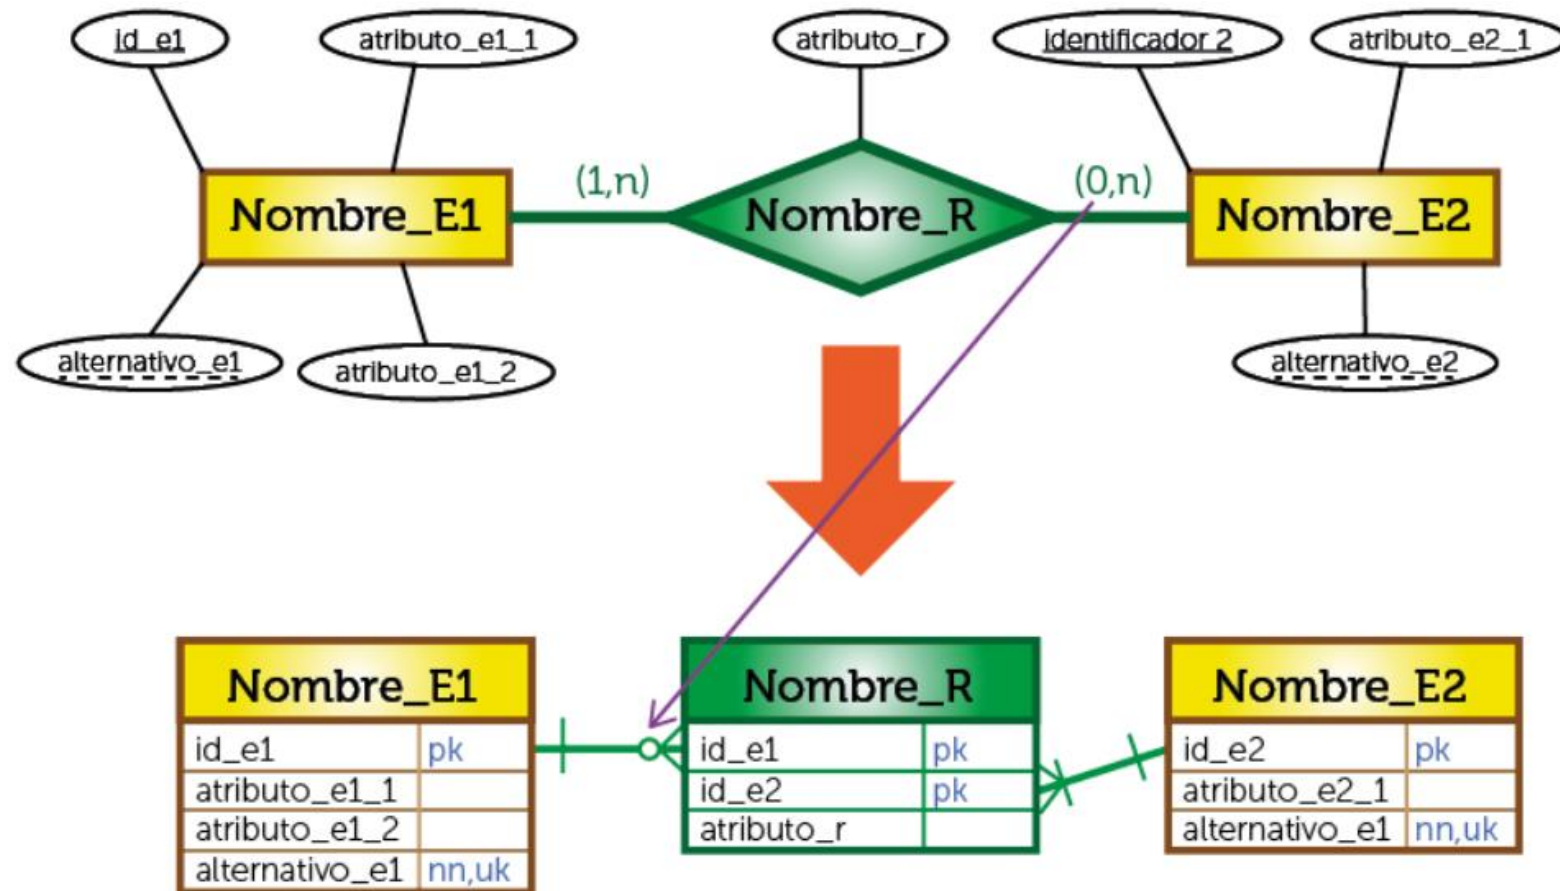 id_e1
atributo_e1_1
atributo_r
identificador 2
atributo_e2_1
Nombre_E1
(1,n)
Nombre_R
(0,n)
Nombre_E2
alternativo_e1
atributo_e1_2
alternativo_e2
Nombre_E1
id_e1 pk
atributo_e1_1
atributo_e1_2
alternativo_e1 nn,uk
Nombre_R
id_e1 pk
id_e2 pk
atributo_r
Nombre_E2
id_e2 pk
atributo_e2_1
alternativo_e1 nn,uk